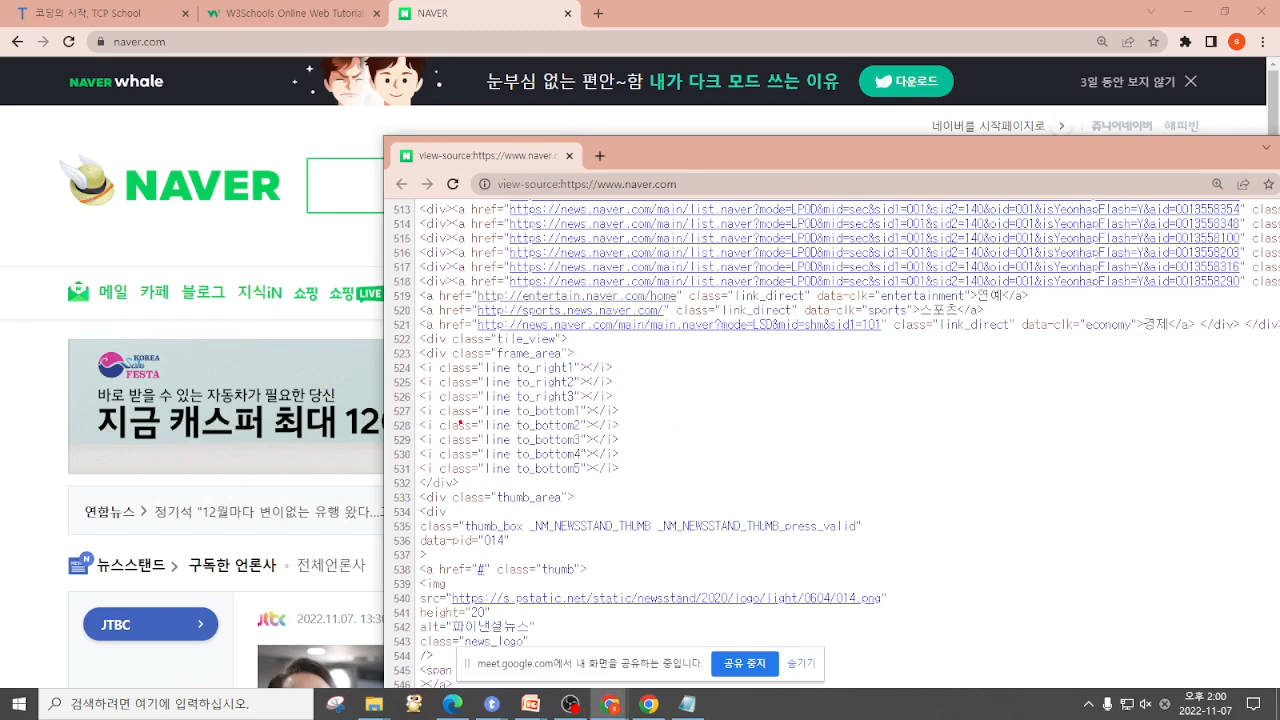 코딩의 시작, TCP School
W3Schools Online Web Tutorial
NAVER
naver.com
NAVER whale
눈부심 없는 편안~함 내가 다크 모드 쓰는 이유
다운로드
3일 동안 보지 않기
네이버를 시작페이지로
쥬니어네이버 해피빈
NAVER
메일 카페 블로그 지식iN 쇼핑 쇼핑LIVE
KOREA
Sale
FESTA
바로 받을 수 있는 자동차가 필요한 당신
지금 캐스퍼 최대 12
연합뉴스 > 정기석 "12월마다 변이없는 유행 왔다...
뉴스스탠드 > 구독한 언론사 전체언론사
JTBC
jtbc 2022.11.07. 13:30
view-source:https://www.naver.c
view-source:https://www.naver.com
513 <div><a href="https://news.naver.com/main/list.naver?mode=LPOD&mid=sec&sid1=001&sid2=140&oid=001&isYeonhapFlash=Y&aid=0013558354" class
514 <div><a href="https://news.naver.com/main/list.naver?mode=LPOD&mid=sec&sid1=001&sid2=140&oid=001&isYeonhapFlash=Y&aid=0013558348" class
515 <div><a href="https://news.naver.com/main/list.naver?mode=LPOD&mid=sec&sid1=001&sid2=140&oid=001&isYeonhapFlash=Y&aid=0013558100" class
516 <div><a href="https://news.naver.com/main/list.naver?mode=LPOD&mid=sec&sid1=001&sid2=140&oid=001&isYeonhapFlash=Y&aid=0013558209" class
517 <div><a href="https://news.naver.com/main/list.naver?mode=LPOD&mid=sec&sid1=001&sid2=140&oid=001&isYeonhapFlash=Y&aid=0013558316" class
518 <div><a href="https://news.naver.com/main/list.naver?mode=LPOD&mid=sec&sid1=001&sid2=140&oid=001&isYeonhapFlash=Y&aid=0013558290" class
519 <a href="http://entertain.naver.com/home" class="link_direct" data-clk="entertainment">연예</a>
520 <a href="http://sports.news.naver.com/" class="link_direct" data-clk="sports">스포츠</a>
521 <a href="http://news.naver.com/main/main.naver?mode=LSD&mid=shm&sid1=101" class="link_direct" data-clk="economy">경제</a> </div> </div
522 <div class="tile_view">
523 <div class="frame_area">
524 <i class="line to_right1"></i>
525 <i class="line to_right2"></i>
526 <i class="line to_right3"></i>
527 <i class="line to_bottom1"></i>
528 <i class="line to_bottom2"></i>
529 <i class="line to_bottom3"></i>
530 <i class="line to_bottom4"></i>
531 <i class="line to_bottom5"></i>
532 </div>
533 <div class="thumb_area">
534 <div
535 class="thumb_box _NM_NEWSSTAND_THUMB _NM_NEWSSTAND_THUMB_press_valid"
536 data-pid="014"
537 >
538 <a href="#" class="thumb">
539 <img
540 src="https://s.pstatic.net/static/newsstand/2020/logo/light/0604/014.png"
541 height="20"
542 alt="파이낸셜뉴스"
543 class="news_logo"
544 />
545 <span
546 </a>
meet.google.com에서 내 화면을 공유하는 중입니다.
공유 중지
숨기기
검색하려면 여기에 입력하십시오.
오후 2:00
2022-11-07